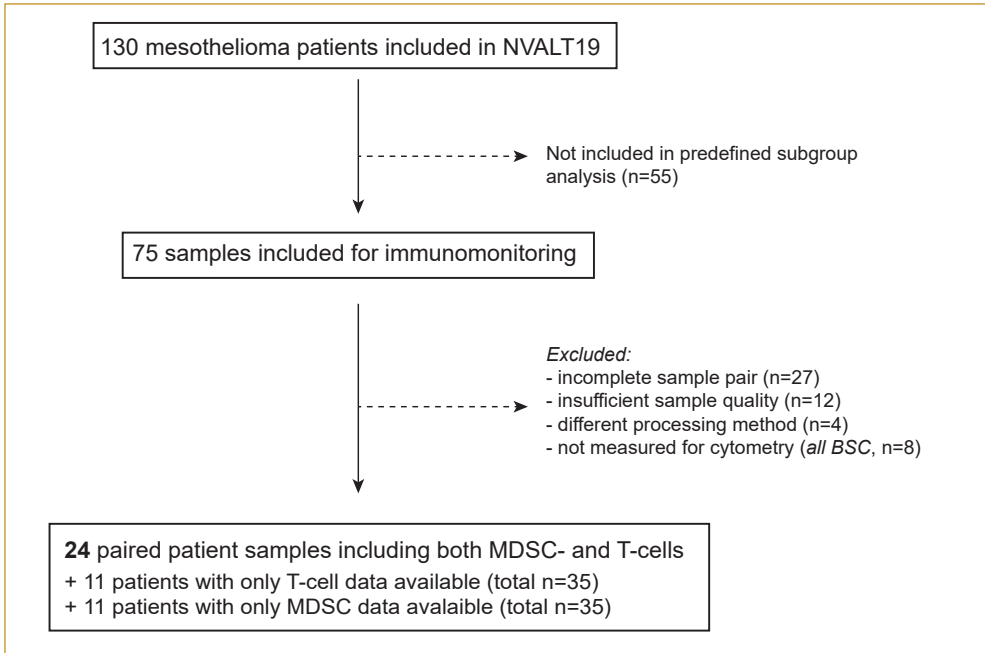 130 mesothelioma patients included in NVALT19
Not included in predefined subgroup
analysis (n=55)
75 samples included for immunomonitoring
Excluded:
- incomplete sample pair (n=27)
- insufficient sample quality (n=12)
- different processing method (n=4)
- not measured for cytometry (all BSC, n=8)
24 paired patient samples including both MDSC- and T-cells
+ 11 patients with only T-cell data available (total n=35)
+ 11 patients with only MDSC data avalaible (total n=35)